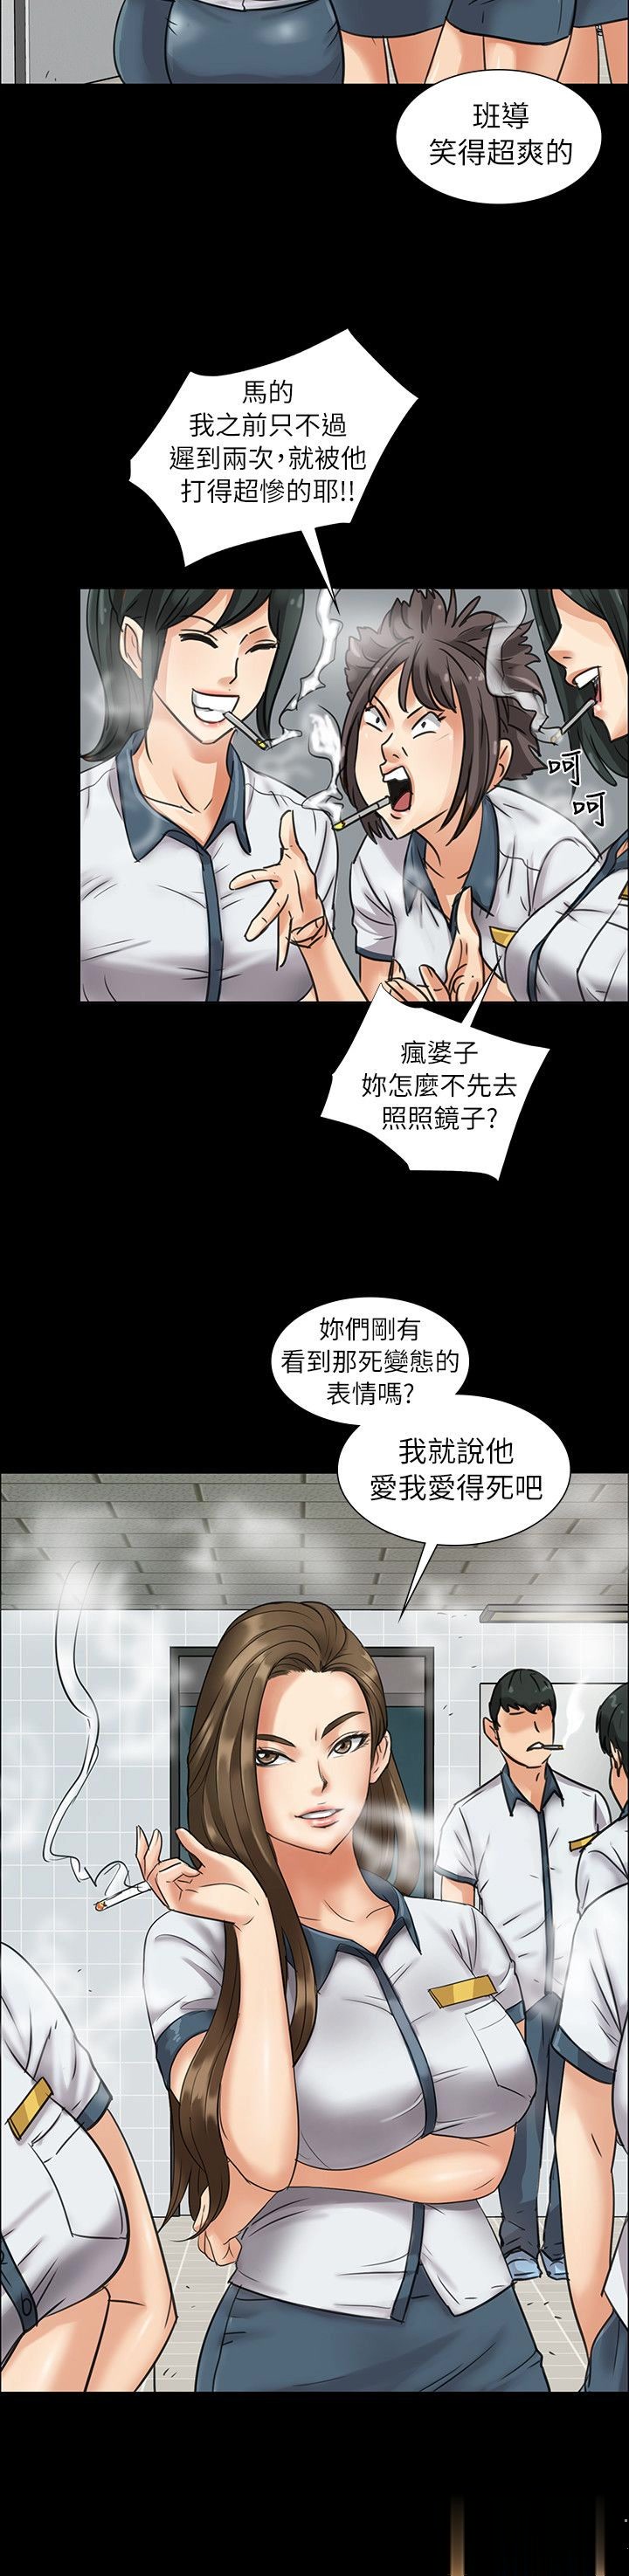 班導
笑得超爽的
馬的
我之前只不過
遲到兩次，就被他
打得超慘的耶!!
呵
呵
瘋婆子
妳怎麼不先去
照照鏡子?
妳們剛有
看到那死變態的
表情嗎?
我就說他
愛我愛得死吧